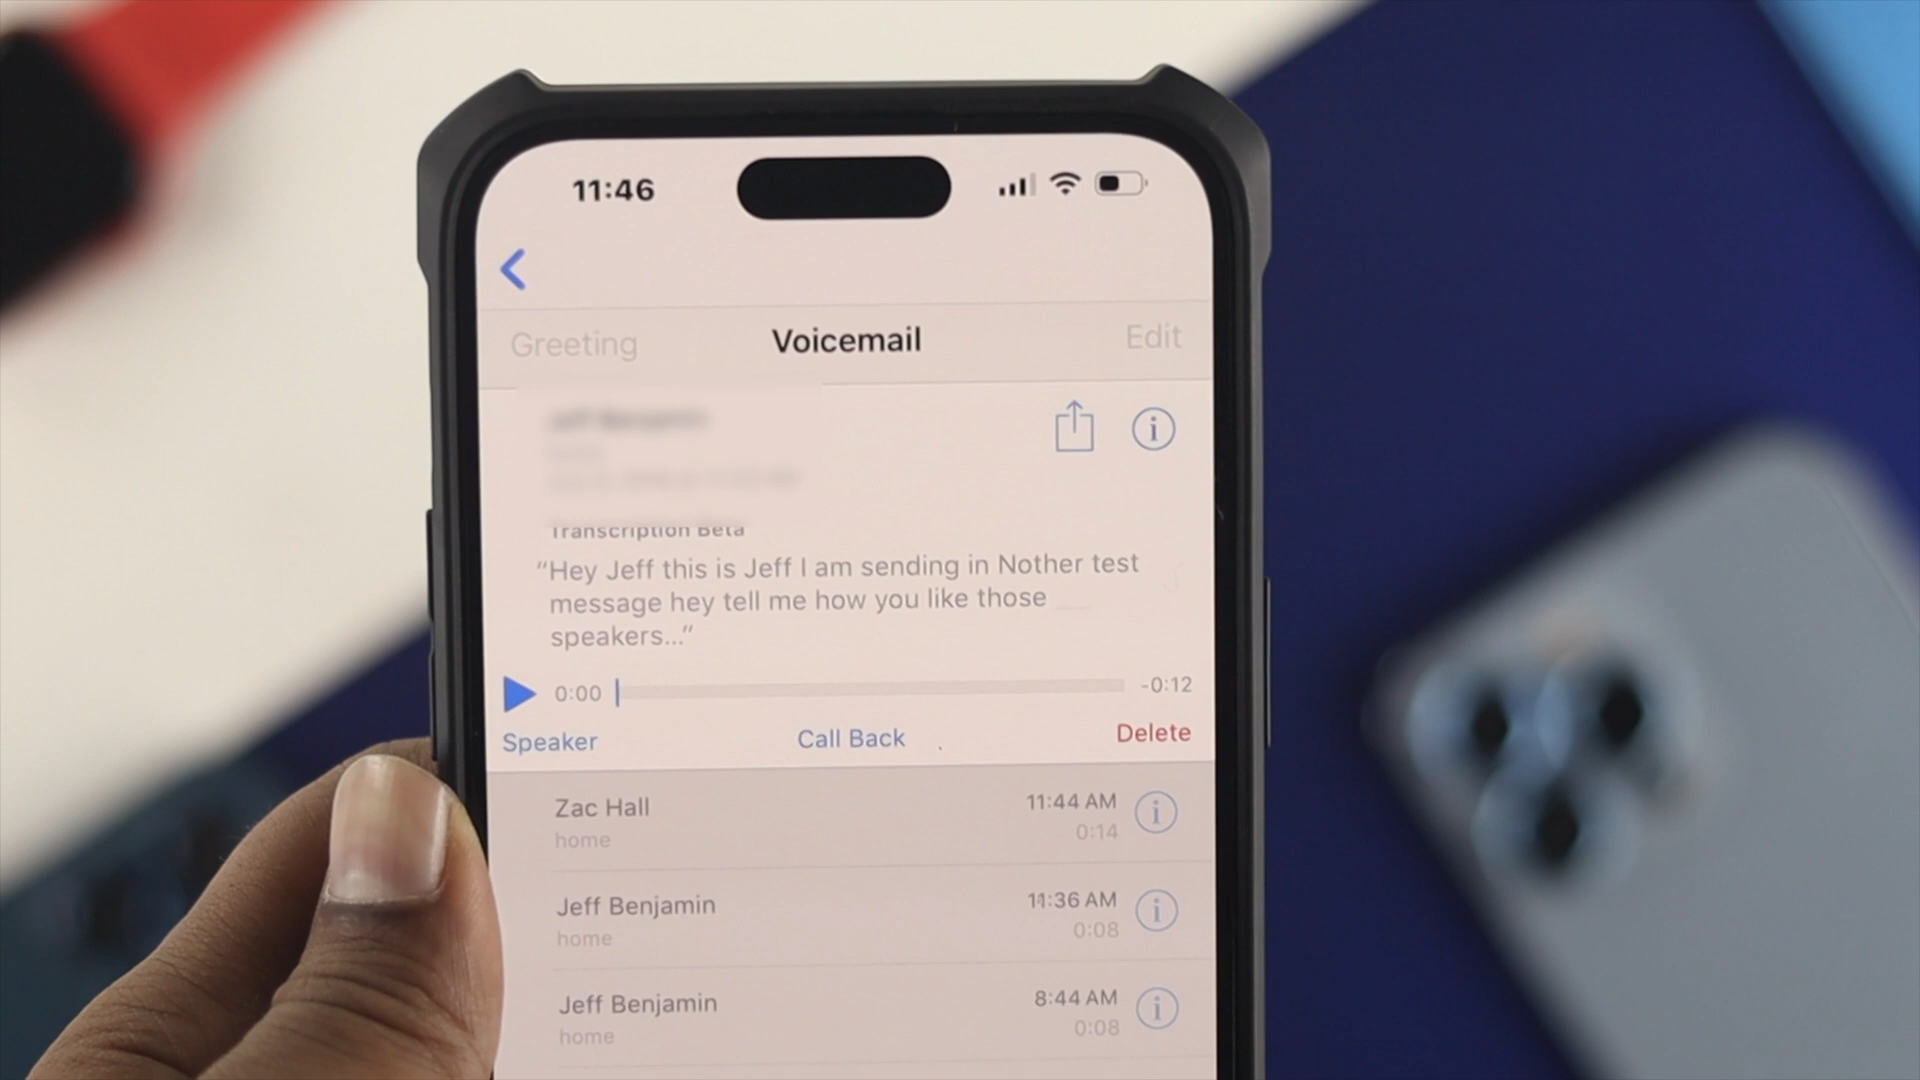 11:46
Greeting Voicemail Edit
Transcription Beta
“Hey Jeff this is Jeff I am sending in Nother test
message hey tell me how you like those
speakers...”
0:00 -0:12
Speaker Call Back Delete
Zac Hall 11:44 AM
home 0:14
Jeff Benjamin 11:36 AM
home 0:08
Jeff Benjamin 8:44 AM
home 0:08